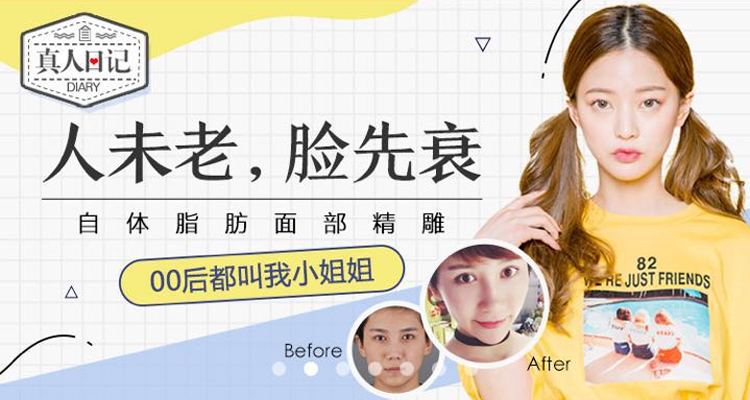 真人日记
DIARY
人未老，脸先衰
自体脂肪面部精雕
00后都叫我小姐姐
Before
After
82
WE'RE JUST FRIENDS